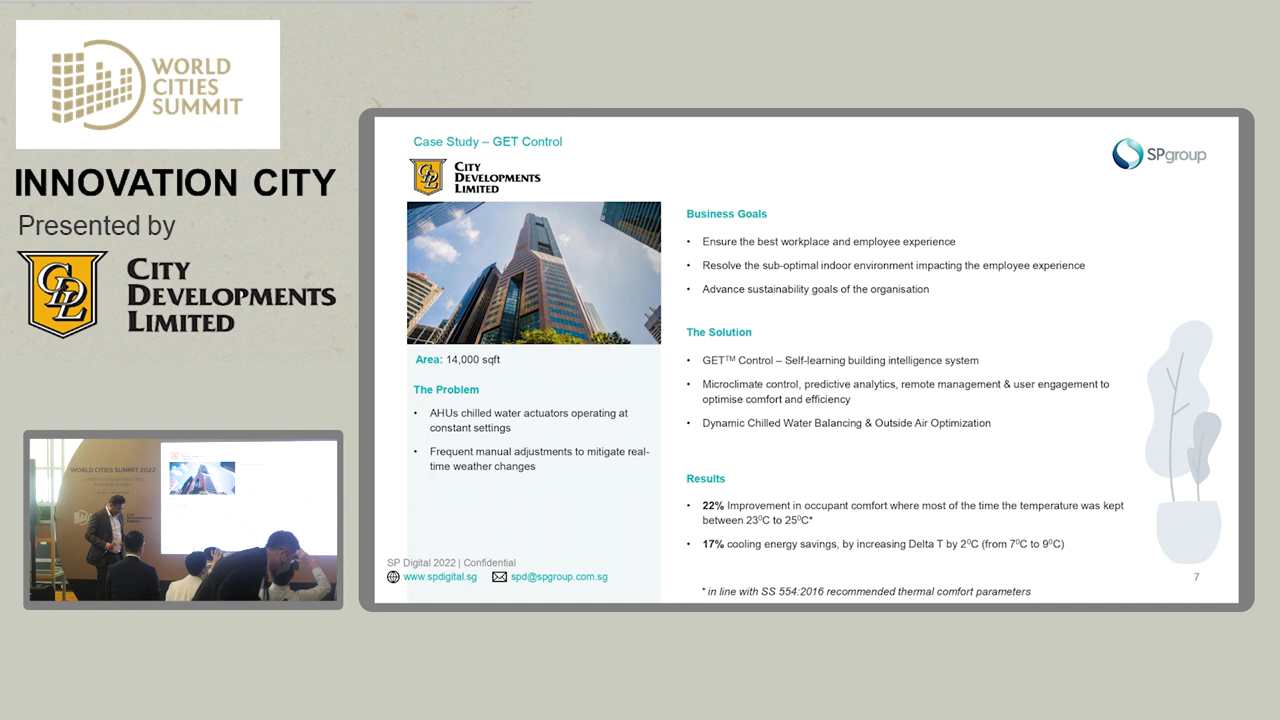 WORLD
CITIES
SUMMIT
INNOVATION CITY
Presented by
CDL
CITY
DEVELOPMENTS
LIMITED
WORLD CITIES SUMMIT 2022
Case Study – GET Control
CDL
CITY
DEVELOPMENTS
LIMITED
SPgroup
Area: 14,000 sqft
The Problem
• AHUs chilled water actuators operating at
constant settings
• Frequent manual adjustments to mitigate real-
time weather changes
Business Goals
• Ensure the best workplace and employee experience
• Resolve the sub-optimal indoor environment impacting the employee experience
• Advance sustainability goals of the organisation
The Solution
• GET™ Control – Self-learning building intelligence system
• Microclimate control, predictive analytics, remote management & user engagement to
optimise comfort and efficiency
• Dynamic Chilled Water Balancing & Outside Air Optimization
Results
• 22% Improvement in occupant comfort where most of the time the temperature was kept
between 23⁰C to 25⁰C*
• 17% cooling energy savings, by increasing Delta T by 2⁰C (from 7⁰C to 9⁰C)
* in line with SS 554:2016 recommended thermal comfort parameters
SP Digital 2022 | Confidential
www.spdigital.sg spd@spgroup.com.sg
7